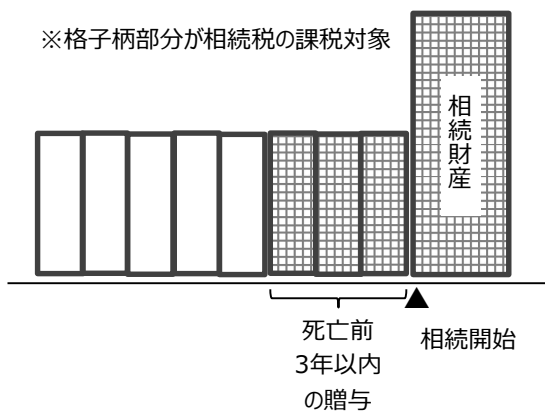 ※格子柄部分が相続税の課税対象
相続財産
死亡前
3年以内
の贈与
相続開始